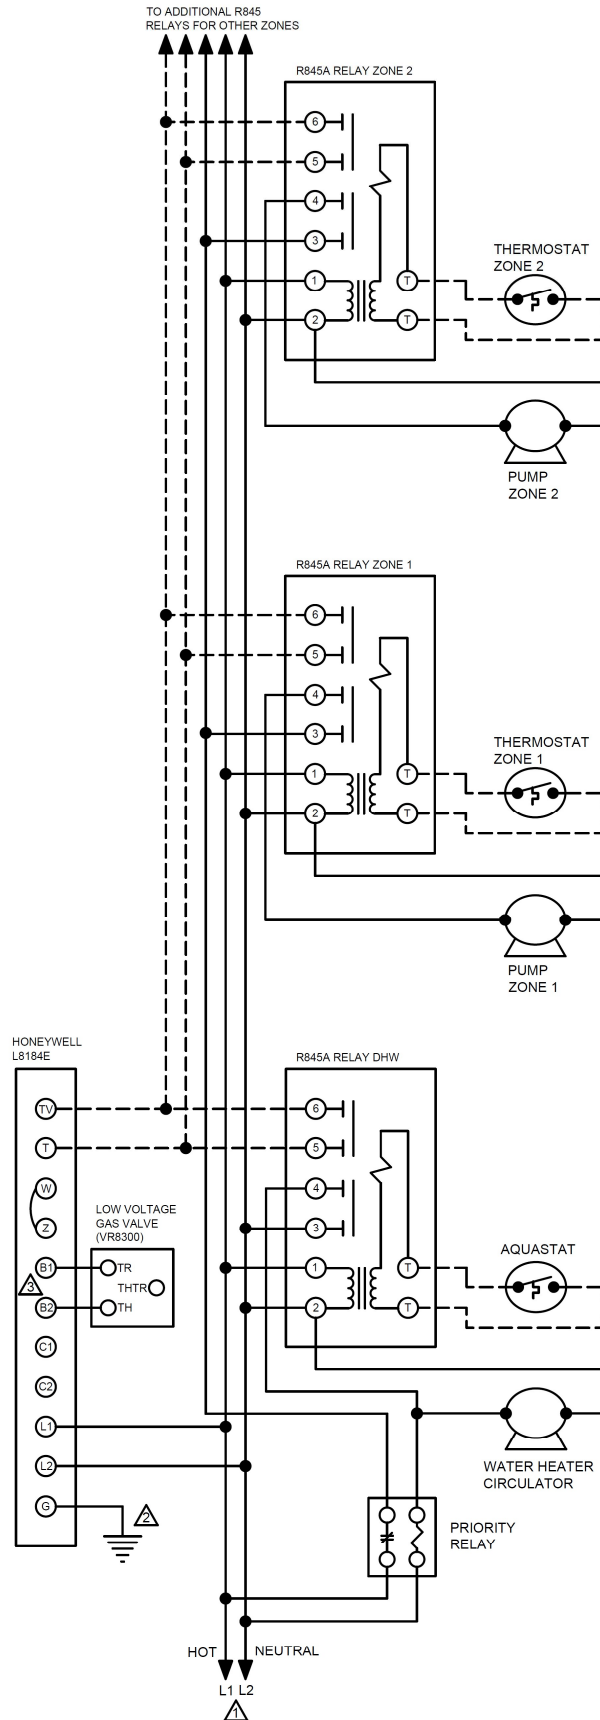 TO ADDITIONAL R845
RELAYS FOR OTHER ZONES
R845A RELAY ZONE 2
6
5
4
3
1
2
T
T
THERMOSTAT
ZONE 2
PUMP
ZONE 2
R845A RELAY ZONE 1
6
5
4
3
1
2
T
T
THERMOSTAT
ZONE 1
PUMP
ZONE 1
HONEYWELL
L8184E
TV
T
W
Z
B1
B2
C1
C2
L1
L2
G
3
2
LOW VOLTAGE
GAS VALVE
(VR8300)
TR
THTR
TH
R845A RELAY DHW
6
5
4
3
1
2
T
T
AQUASTAT
WATER HEATER
CIRCULATOR
PRIORITY
RELAY
HOT
NEUTRAL
L1 L2
1